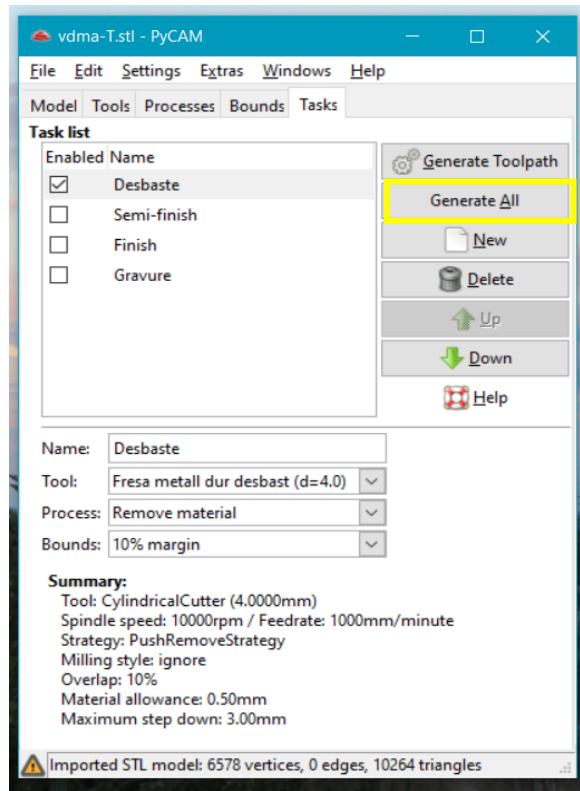 vdma-T.stl - PyCAM
File Edit Settings Extras Windows Help
Model Tools Processes Bounds Tasks
Task list
Enabled Name
Desbaste
Semi-finish
Finish
Gravure
Generate Toolpath
Generate All
New
Delete
Up
Down
Help
Name: Desbaste
Tool: Fresa metall dur desbast (d=4.0)
Process: Remove material
Bounds: 10% margin
Summary:
Tool: CylindricalCutter (4.0000mm)
Spindle speed: 10000rpm / Feedrate: 1000mm/minute
Strategy: PushRemoveStrategy
Milling style: ignore
Overlap: 10%
Material allowance: 0.50mm
Maximum step down: 3.00mm
Imported STL model: 6578 vertices, 0 edges, 10264 triangles